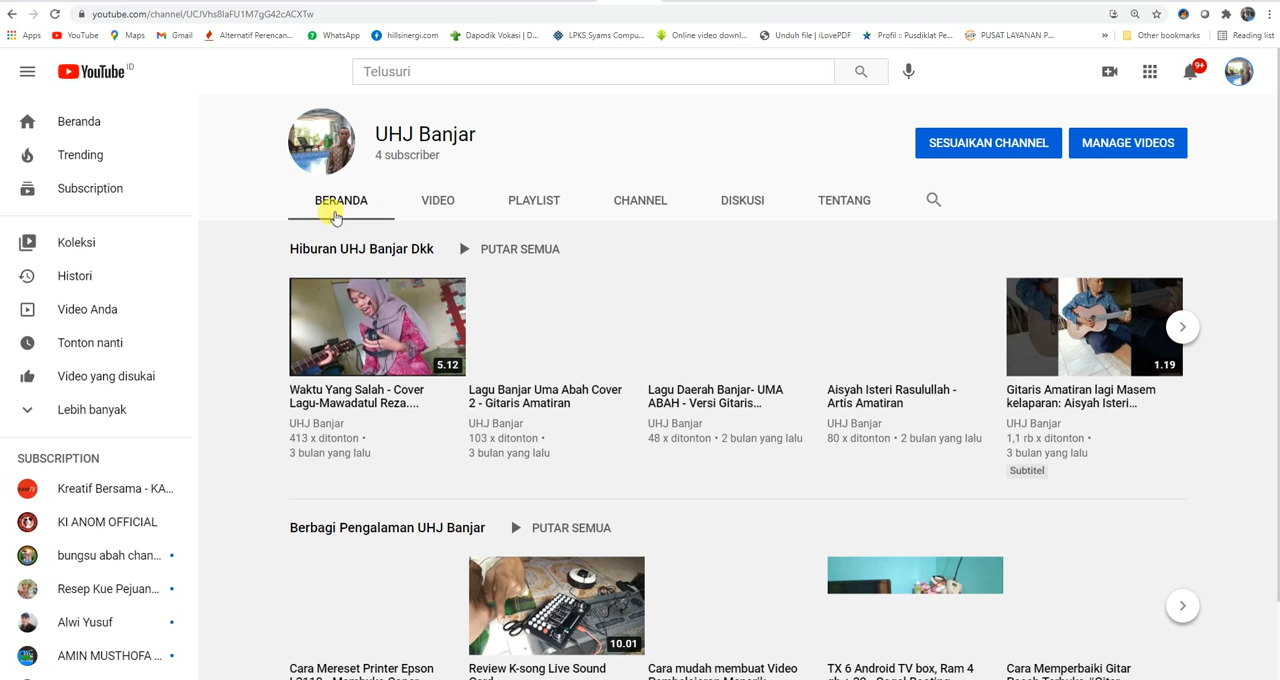 youtube.com/channel/UCJVhs8IaFU1M7gG42cACXTw
Apps YouTube Maps Gmail Alternatif Perencan... WhatsApp hillsinergi.com Dapodik Vokasi | D... LPKS Syams Compu... Online video downl... Unduh file | iLovePDF Profil :: Pusdiklat Pe... PUSAT LAYANAN P... » Other bookmarks Reading list
YouTube ID
Telusuri
9+
Beranda
Trending
Subscription
Koleksi
Histori
Video Anda
Tonton nanti
Video yang disukai
Lebih banyak
SUBSCRIPTION
Kreatif Bersama - KA...
KI ANOM OFFICIAL
bungsu abah chan...
Resep Kue Pejuan...
Alwi Yusuf
AMIN MUSTHOFA ...
UHJ Banjar
4 subscriber
SESUAIKAN CHANNEL MANAGE VIDEOS
BERANDA VIDEO PLAYLIST CHANNEL DISKUSI TENTANG
Hiburan UHJ Banjar Dkk PUTAR SEMUA
5.12
Waktu Yang Salah - Cover
Lagu-Mawadatul Reza....
UHJ Banjar
413 x ditonton •
3 bulan yang lalu
Lagu Banjar Uma Abah Cover
2 - Gitaris Amatiran
UHJ Banjar
103 x ditonton •
3 bulan yang lalu
Lagu Daerah Banjar- UMA
ABAH - Versi Gitaris...
UHJ Banjar
48 x ditonton • 2 bulan yang lalu
Aisyah Isteri Rasulullah -
Artis Amatiran
UHJ Banjar
80 x ditonton • 2 bulan yang lalu
1.19
Gitaris Amatiran lagi Masem
kelaparan: Aisyah Isteri...
UHJ Banjar
1,1 rb x ditonton •
3 bulan yang lalu
Subtitel
Berbagi Pengalaman UHJ Banjar PUTAR SEMUA
10.01
Cara Mereset Printer Epson
Review K-song Live Sound
Cara mudah membuat Video
TX 6 Android TV box, Ram 4
Cara Memperbaiki Gitar